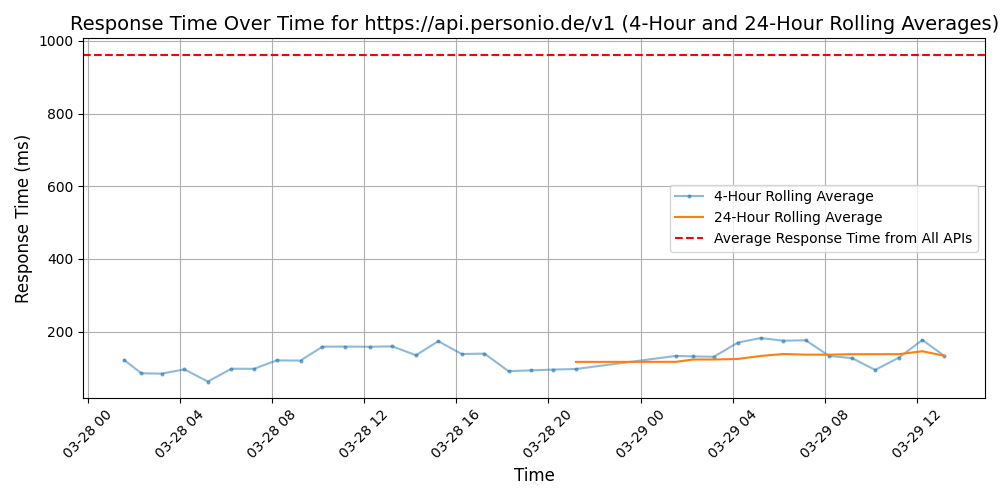 Response Time Over Time for https://api.personio.de/v1 (4-Hour and 24-Hour Rolling Averages)
Response Time (ms)
1000
800
600
400
200
4-Hour Rolling Average
24-Hour Rolling Average
Average Response Time from All APIs
03-28 00
03-28 04
03-28 08
03-28 12
03-28 16
03-28 20
03-29 00
03-29 04
03-29 08
03-29 12
Time